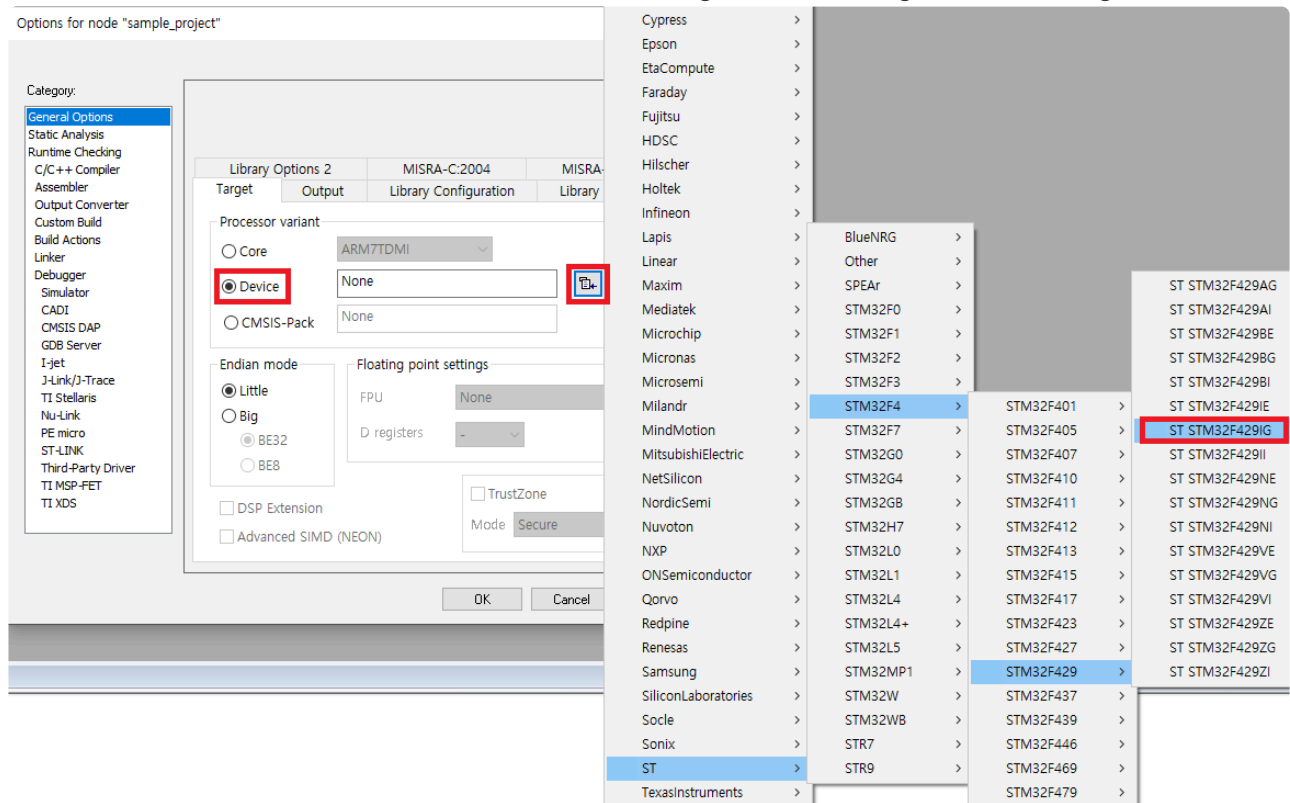 Options for node "sample_project"
Category:
General Options
Static Analysis
Runtime Checking
C/C++ Compiler
Assembler
Output Converter
Custom Build
Build Actions
Linker
Debugger
Simulator
CADI
CMSIS DAP
GDB Server
I-jet
J-Link/J-Trace
TI Stellaris
Nu-Link
PE micro
ST-LINK
Third-Party Driver
TI MSP-FET
TI XDS
Library Options 2
MISRA-C:2004
MISRA-
Target
Output
Library Configuration
Library
Processor variant
Core
ARM7TDMI
Device
None
CMSIS-Pack
None
Endian mode
Little
Big
BE32
BE8
Floating point settings
FPU
None
D registers
-
DSP Extension
Advanced SIMD (NEON)
TrustZone
Mode
Secure
OK
Cancel
Cypress
Epson
EtaCompute
Faraday
Fujitsu
HDSC
Hilscher
Holtek
Infineon
Lapis
Linear
Maxim
Mediatek
Microchip
Micronas
Microsemi
Milandr
MindMotion
MitsubishiElectric
NetSilicon
NordicSemi
Nuvoton
NXP
ONSemiconductor
Qorvo
Redpine
Renesas
Samsung
SiliconLaboratories
Socle
Sonix
ST
TexasInstruments
BlueNRG
Other
SPEAr
STM32F0
STM32F1
STM32F2
STM32F3
STM32F4
STM32F7
STM32G0
STM32G4
STM32GB
STM32H7
STM32L0
STM32L1
STM32L4
STM32L4+
STM32L5
STM32MP1
STM32W
STM32WB
STR7
STR9
STM32F401
STM32F405
STM32F407
STM32F410
STM32F411
STM32F412
STM32F413
STM32F415
STM32F417
STM32F423
STM32F427
STM32F429
STM32F437
STM32F439
STM32F446
STM32F469
STM32F479
ST STM32F429AG
ST STM32F429AI
ST STM32F429BE
ST STM32F429BG
ST STM32F429BI
ST STM32F429IE
ST STM32F429IG
ST STM32F429II
ST STM32F429NE
ST STM32F429NG
ST STM32F429NI
ST STM32F429VE
ST STM32F429VG
ST STM32F429VI
ST STM32F429ZE
ST STM32F429ZG
ST STM32F429ZI